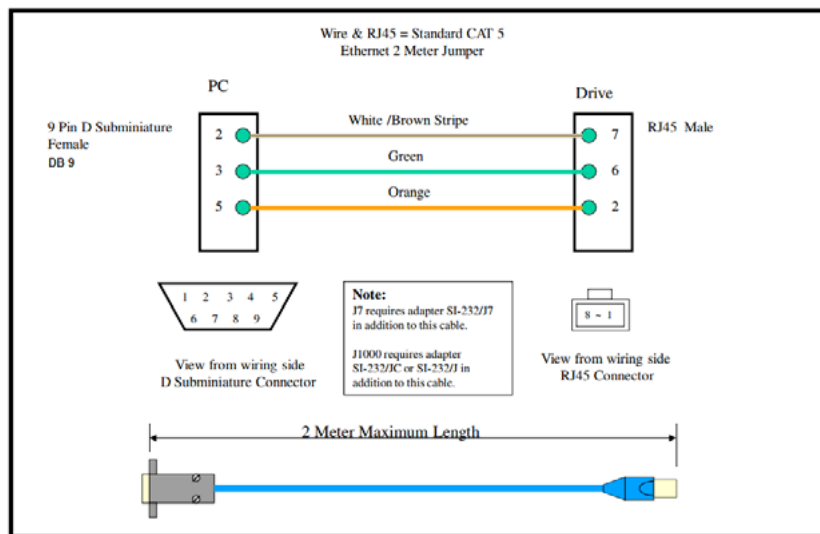 Wire & RJ45 = Standard CAT 5
Ethernet 2 Meter Jumper
PC
Drive
9 Pin D Subminiature
Female
DB 9
White /Brown Stripe
RJ45 Male
2
7
Green
3
6
Orange
5
2
1 2 3 4 5
6 7 8 9
View from wiring side
D Subminiature Connector
Note:
J7 requires adapter SI-232/J7
in addition to this cable.
J1000 requires adapter
SI-232/JC or SI-232/J in
addition to this cable.
8 ~ 1
View from wiring side
RJ45 Connector
2 Meter Maximum Length